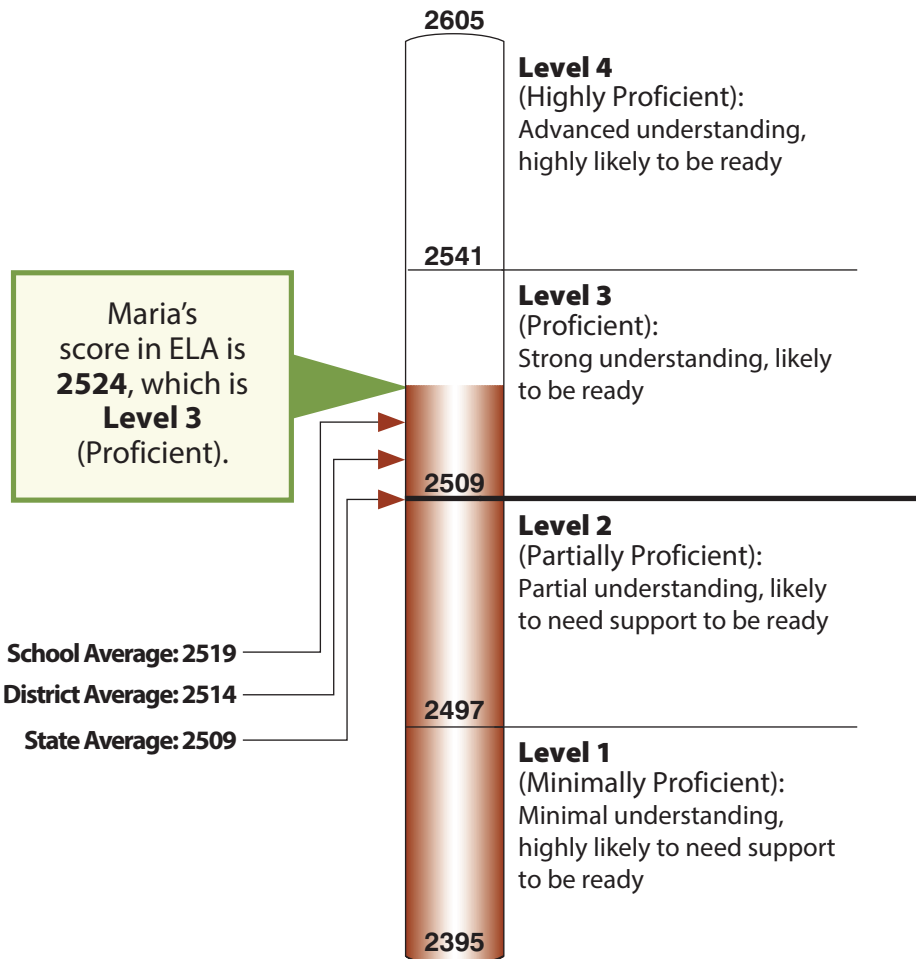 2605
Level 4
(Highly Proficient):
Advanced understanding,
highly likely to be ready
2541
Level 3
(Proficient):
Strong understanding, likely
to be ready
Maria's
score in ELA is
2524, which is
Level 3
(Proficient).
2509
Level 2
(Partially Proficient):
Partial understanding, likely
to need support to be ready
School Average: 2519
District Average: 2514
State Average: 2509
2497
Level 1
(Minimally Proficient):
Minimal understanding,
highly likely to need support
to be ready
2395